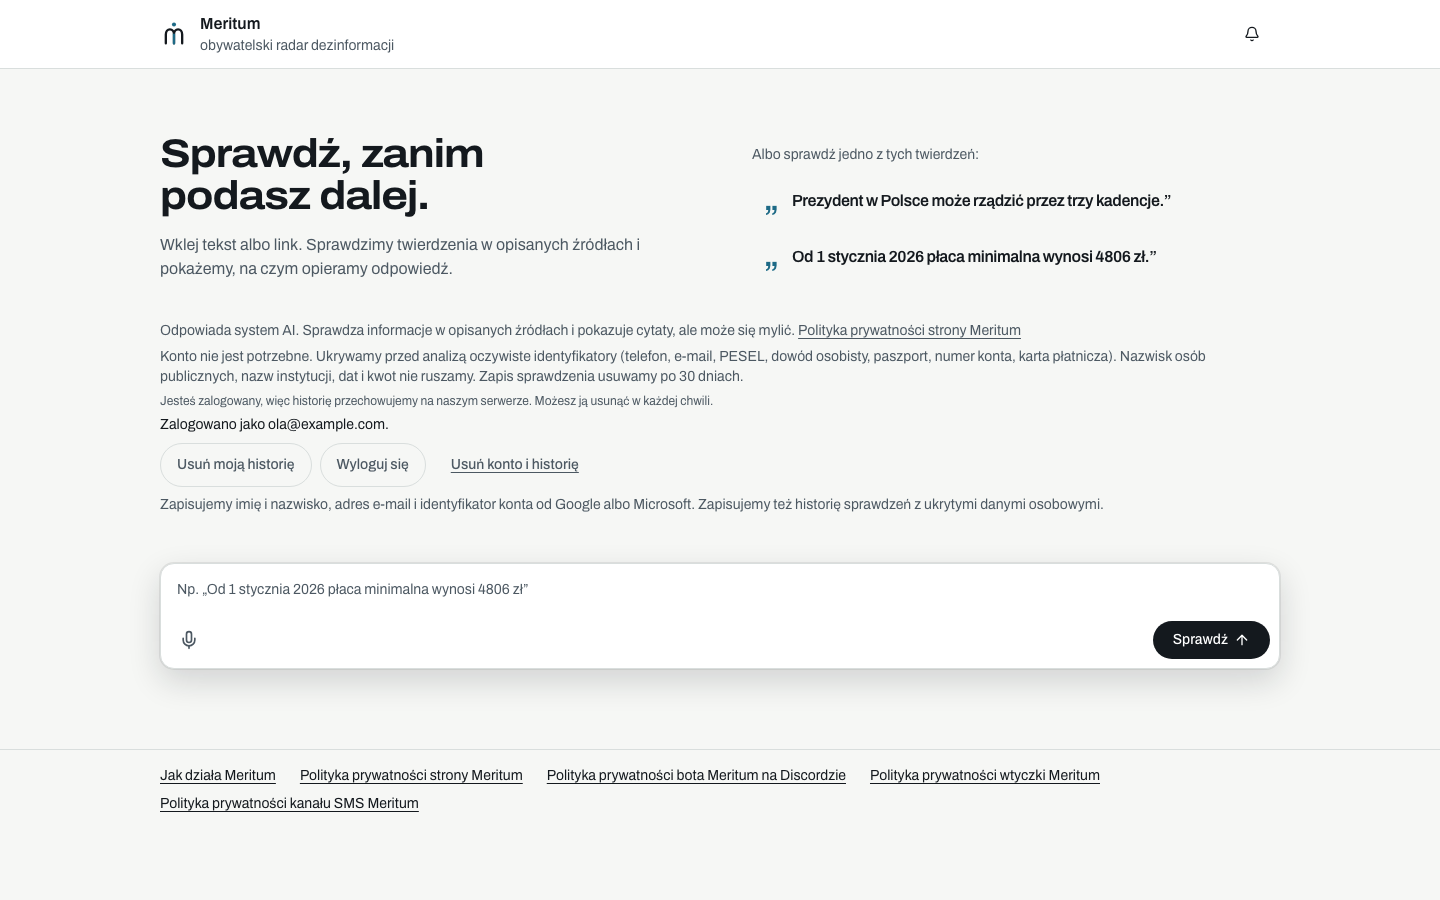 Meritum
obywatelski radar dezinformacji
Sprawdź, zanim
podasz dalej.
Wklej tekst albo link. Sprawdzimy twierdzenia w opisanych źródłach i
pokażemy, na czym opieramy odpowiedź.
Albo sprawdź jedno z tych twierdzeń:
” Prezydent w Polsce może rządzić przez trzy kadencje.”
” Od 1 stycznia 2026 płaca minimalna wynosi 4806 zł.”
Odpowiada system AI. Sprawdza informacje w opisanych źródłach i pokazuje cytaty, ale może się mylić. Polityka prywatności strony Meritum
Konto nie jest potrzebne. Ukrywamy przed analizą oczywiste identyfikatory (telefon, e-mail, PESEL, dowód osobisty, paszport, numer konta, karta płatnicza). Nazwisk osób
publicznych, nazw instytucji, dat i kwot nie ruszamy. Zapis sprawdzenia usuwamy po 30 dniach.
Jesteś zalogowany, więc historię przechowujemy na naszym serwerze. Możesz ją usunąć w każdej chwili.
Zalogowano jako ola@example.com.
Usuń moją historię Wyloguj się Usuń konto i historię
Zapisujemy imię i nazwisko, adres e-mail i identyfikator konta od Google albo Microsoft. Zapisujemy też historię sprawdzeń z ukrytymi danymi osobowymi.
Np. „Od 1 stycznia 2026 płaca minimalna wynosi 4806 zł”
Sprawdź
Jak działa Meritum Polityka prywatności strony Meritum Polityka prywatności bota Meritum na Discordzie Polityka prywatności wtyczki Meritum
Polityka prywatności kanału SMS Meritum